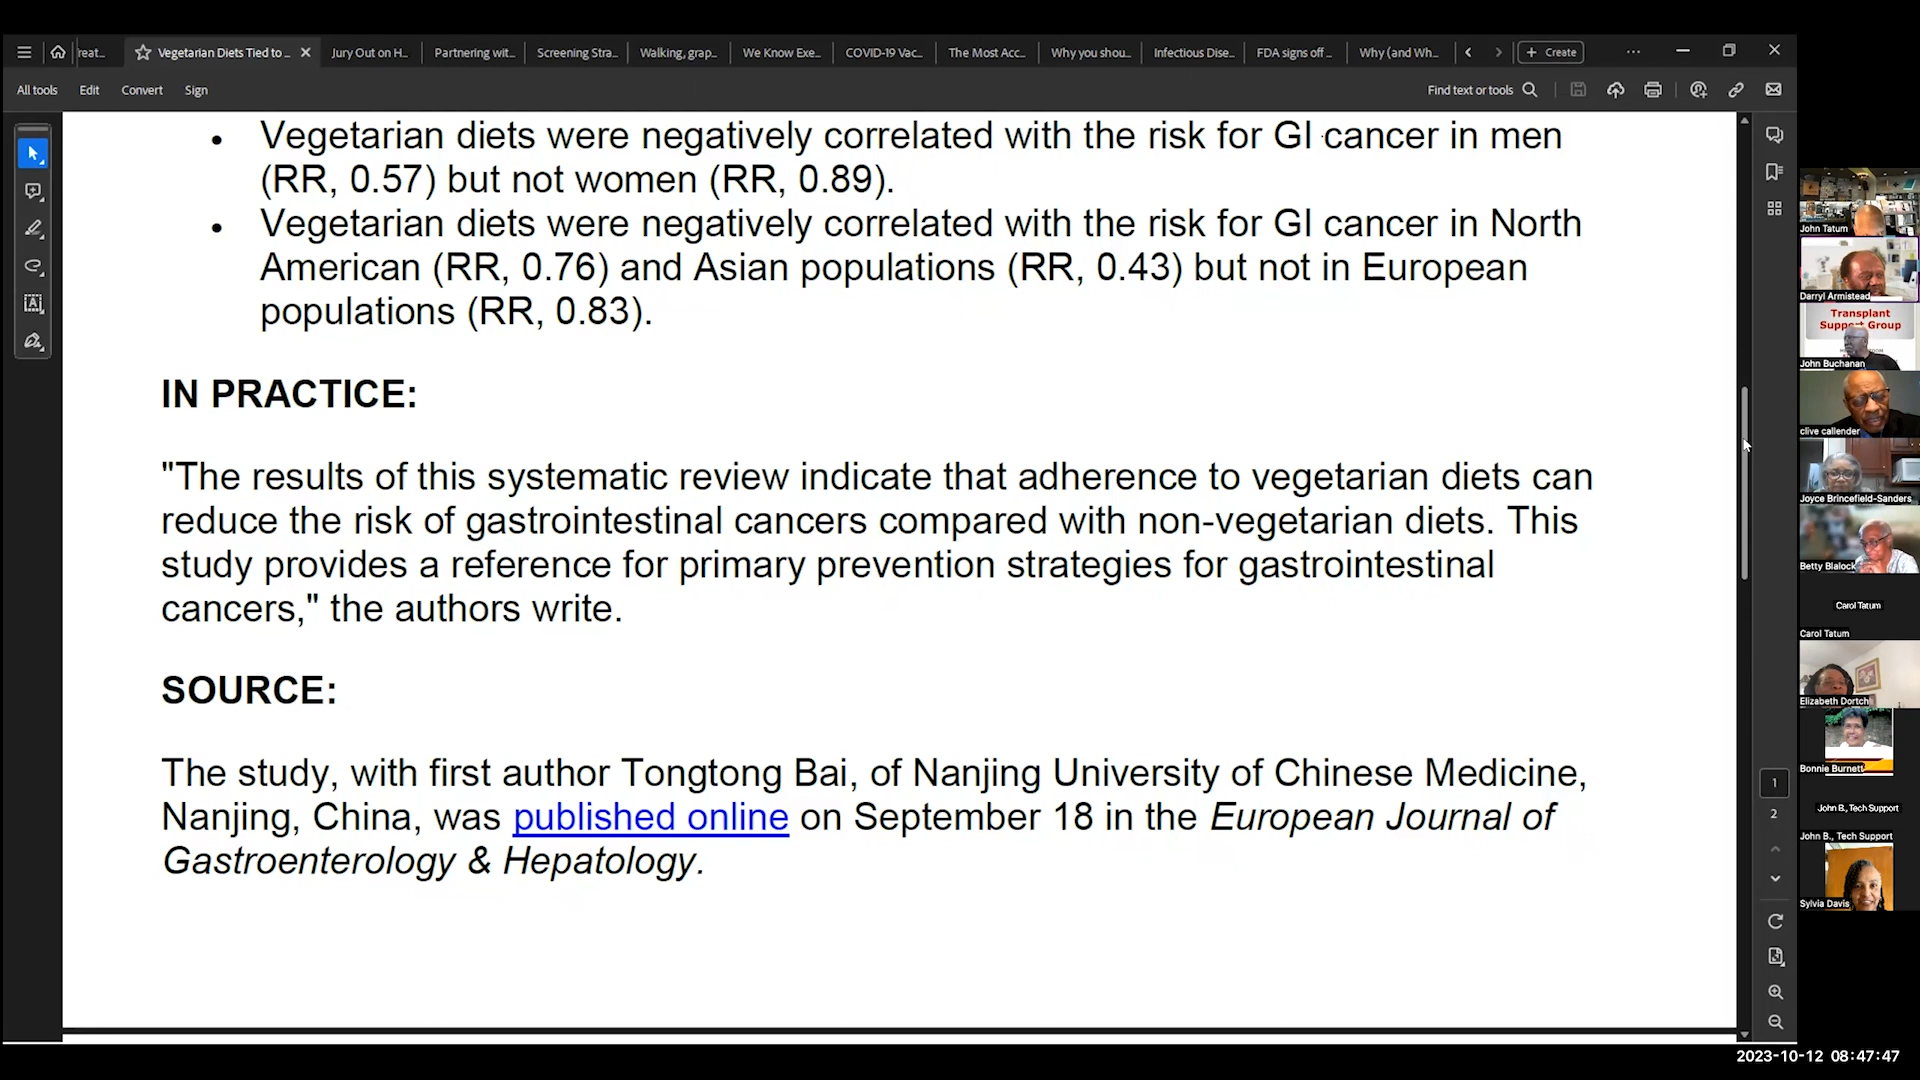 reat...
Vegetarian Diets Tied to ...
Jury Out on H...
Partnering wit...
Screening Stra...
Walking, grap...
We Know Exe...
COVID-19 Vac...
The Most Acc...
Why you shou...
Infectious Dise...
FDA signs off ...
Why (and Wh...
Create
All tools
Edit
Convert
Sign
Find text or tools
• Vegetarian diets were negatively correlated with the risk for GI cancer in men
(RR, 0.57) but not women (RR, 0.89).
• Vegetarian diets were negatively correlated with the risk for GI cancer in North
American (RR, 0.76) and Asian populations (RR, 0.43) but not in European
populations (RR, 0.83).
IN PRACTICE:
"The results of this systematic review indicate that adherence to vegetarian diets can
reduce the risk of gastrointestinal cancers compared with non-vegetarian diets. This
study provides a reference for primary prevention strategies for gastrointestinal
cancers," the authors write.
SOURCE:
The study, with first author Tongtong Bai, of Nanjing University of Chinese Medicine,
Nanjing, China, was published online on September 18 in the European Journal of
Gastroenterology & Hepatology.
1
2
John Tatum
Darryl Armistead
Transplant
Support Group
John Buchanan
clive callender
Joyce Brincefield-Sanders
Betty Blalock
Carol Tatum
Carol Tatum
Elizabeth Dortch
Bonnie Burnett
John B., Tech Support
John B., Tech Support
Sylvia Davis
2023-10-12 08:47:47